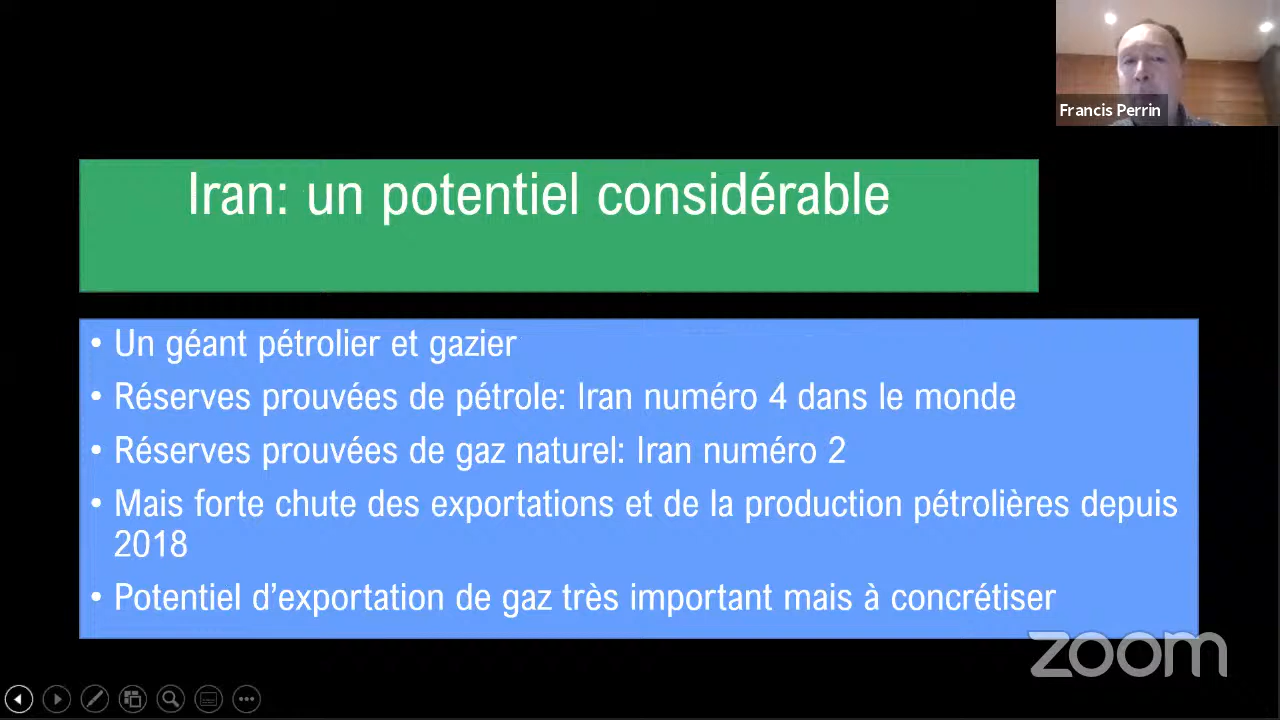 Francis Perrin
Iran: un potentiel considérable
• Un géant pétrolier et gazier
• Réserves prouvées de pétrole: Iran numéro 4 dans le monde
• Réserves prouvées de gaz naturel: Iran numéro 2
• Mais forte chute des exportations et de la production pétrolières depuis
2018
• Potentiel d’exportation de gaz très important mais à concrétiser
zoom